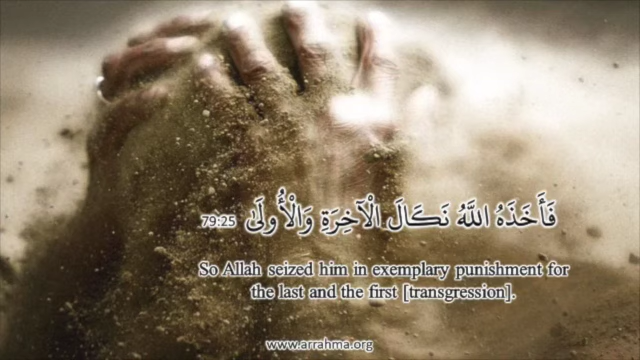 فَأَخَذَهُ اللَّهُ نَكَالَ الْآخِرَةِ وَالْأُولَىٰ 79:25
So Allah seized him in exemplary punishment for
the last and the first [transgression].
www.arrahma.org